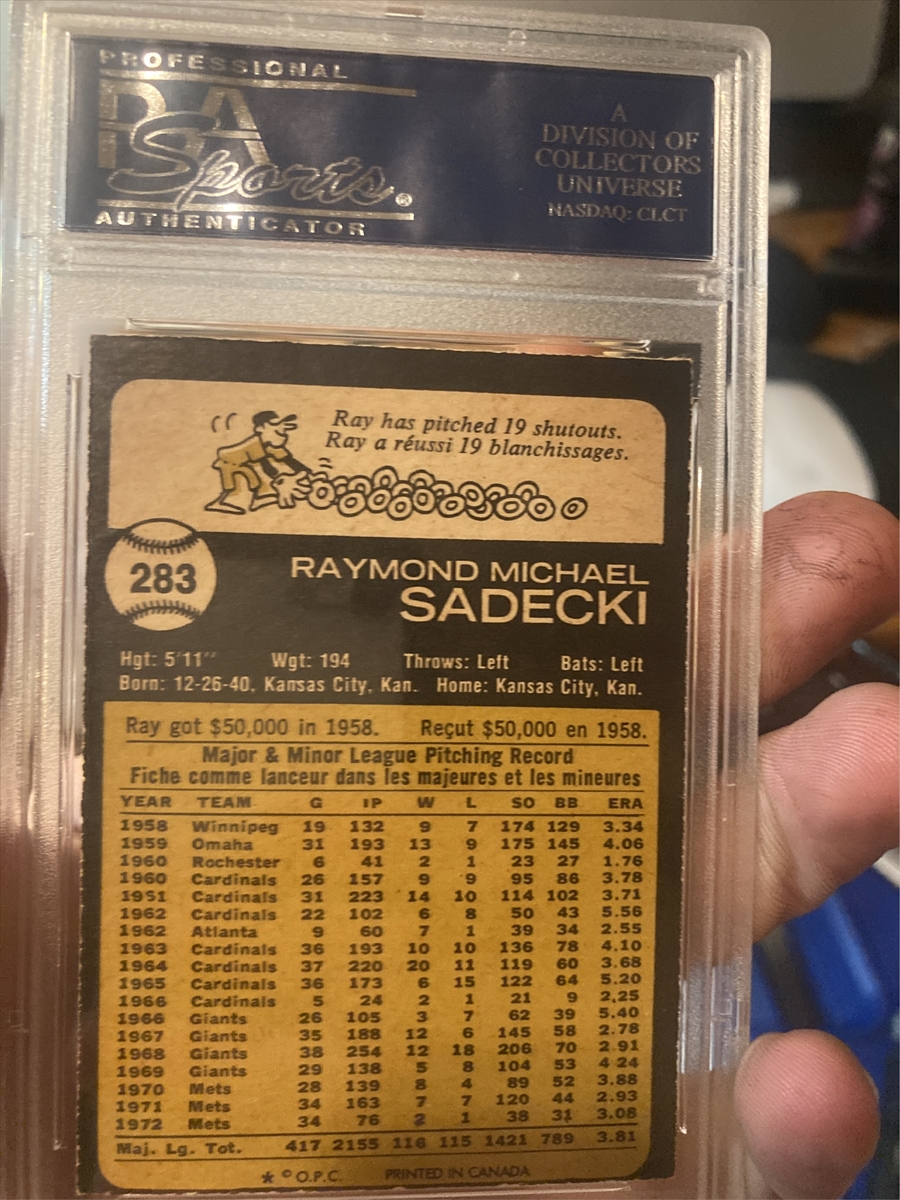 PROFESSIONAL
PSA
Sports®
AUTHENTICATOR
A
DIVISION OF
COLLECTORS
UNIVERSE
NASDAQ: CLCT
Ray has pitched 19 shutouts.
Ray a réussi 19 blanchissages.
283
RAYMOND MICHAEL
SADECKI
Hgt: 5'11" Wgt: 194 Throws: Left Bats: Left
Born: 12-26-40, Kansas City, Kan. Home: Kansas City, Kan.
Ray got $50,000 in 1958. Reçut $50,000 en 1958.
Major & Minor League Pitching Record
Fiche comme lanceur dans les majeures et les mineures
YEAR TEAM G IP W L SO BB ERA
1958 Winnipeg 19 132 9 7 174 129 3.34
1959 Omaha 31 193 13 9 175 145 4.06
1960 Rochester 6 41 2 1 23 27 1.76
1960 Cardinals 26 157 9 9 95 86 3.78
1951 Cardinals 31 223 14 10 114 102 3.71
1962 Cardinals 22 102 6 8 50 43 5.56
1962 Atlanta 9 60 7 1 39 34 2.55
1963 Cardinals 36 193 10 10 136 78 4.10
1964 Cardinals 37 220 20 11 119 60 3.68
1965 Cardinals 36 173 6 15 122 64 5.20
1966 Cardinals 5 24 2 1 21 9 2,25
1966 Giants 26 105 3 7 62 39 5.40
1967 Giants 35 188 12 6 145 58 2.78
1968 Giants 38 254 12 18 206 70 2.91
1969 Giants 29 138 5 8 104 53 4 24
1970 Mets 28 139 8 4 89 52 3.88
1971 Mets 34 163 7 7 120 44 2.93
1972 Mets 34 76 2 1 38 31 3.08
Maj. Lg. Tot. 417 2155 116 115 1421 789 3.81
* © O.P.C. PRINTED IN CANADA